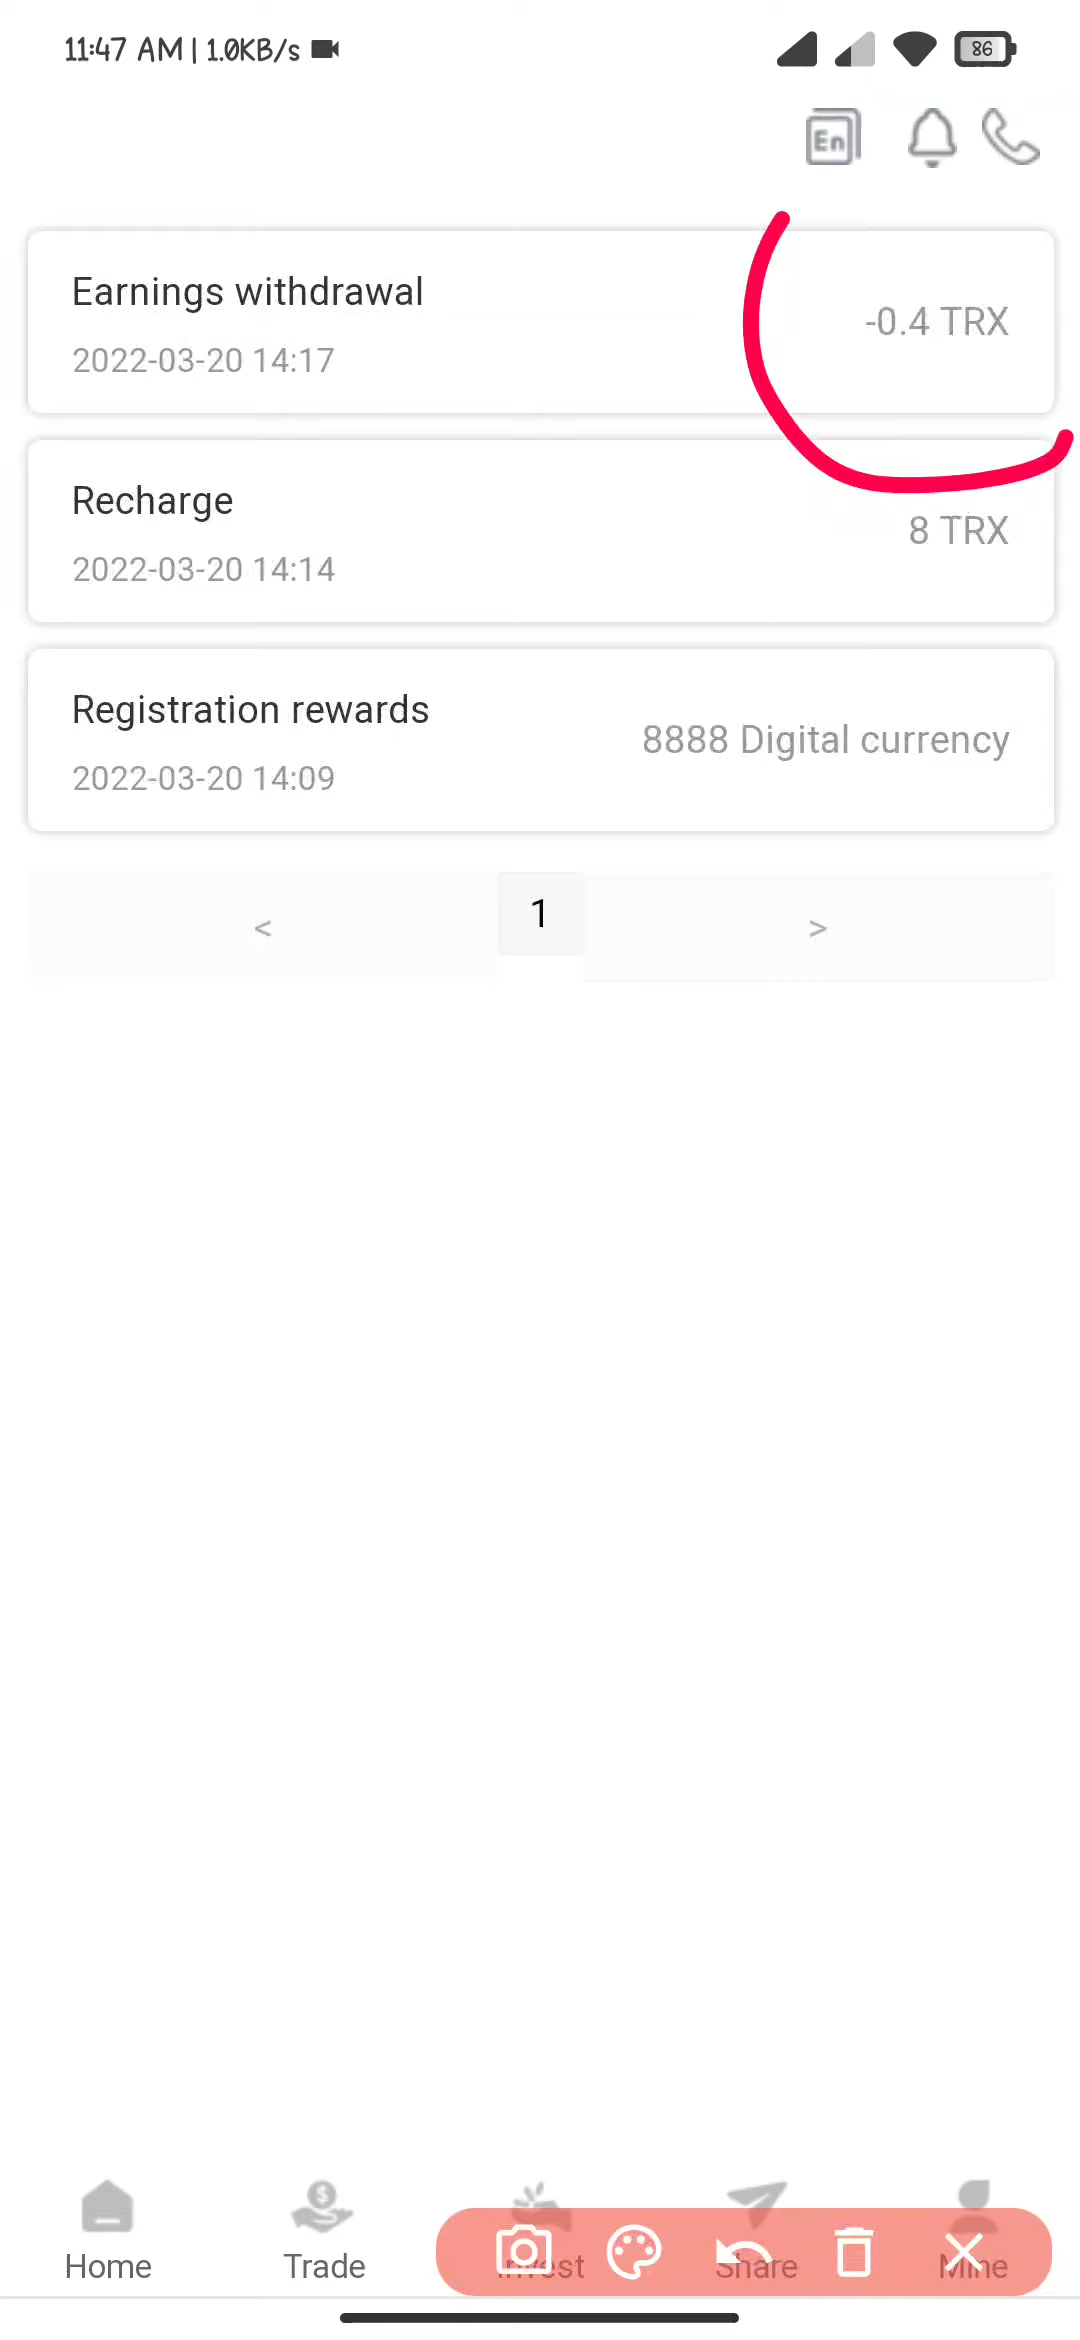 11:47 AM | 1.0KB/s 86
En
Earnings withdrawal
-0.4 TRX
2022-03-20 14:17
Recharge
8 TRX
2022-03-20 14:14
Registration rewards
8888 Digital currency
2022-03-20 14:09
< 1 >
Home Trade Invest Share Mine